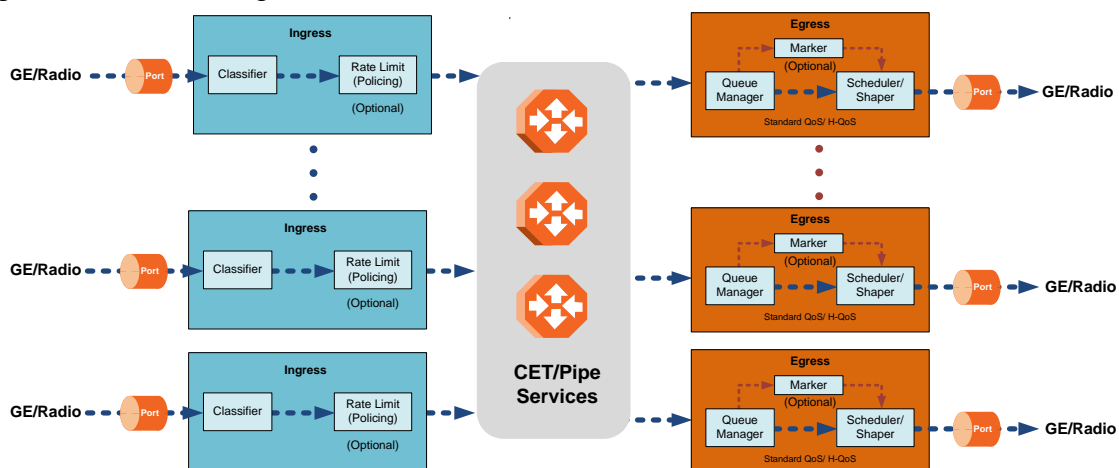 Ingress
GE/Radio
Port
Classifier
Rate Limit
(Policing)
(Optional)
Egress
Marker
(Optional)
Queue
Manager
Scheduler/
Shaper
Standard QoS/ H-QoS
Port
GE/Radio
Ingress
GE/Radio
Port
Classifier
Rate Limit
(Policing)
(Optional)
Egress
Marker
(Optional)
Queue
Manager
Scheduler/
Shaper
Standard QoS/ H-QoS
Port
GE/Radio
CET/Pipe
Services
Ingress
GE/Radio
Port
Classifier
Rate Limit
(Policing)
(Optional)
Egress
Marker
(Optional)
Queue
Manager
Scheduler/
Shaper
Standard QoS/ H-QoS
Port
GE/Radio